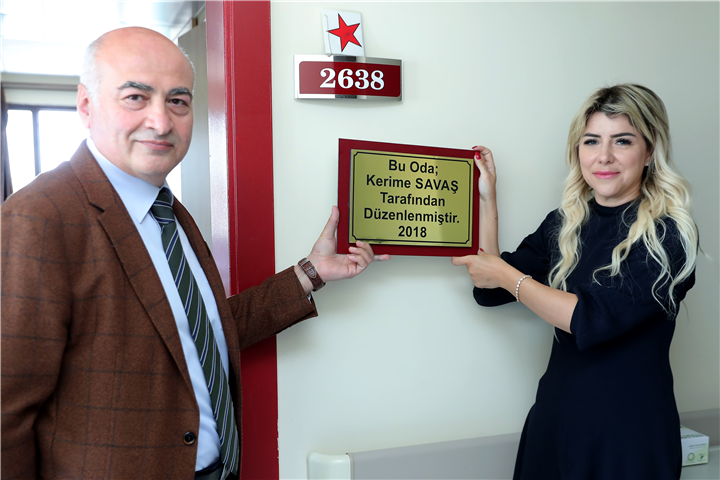 2638
Bu Oda;
Kerime SAVAŞ
Tarafından
Düzenlenmiştir.
2018